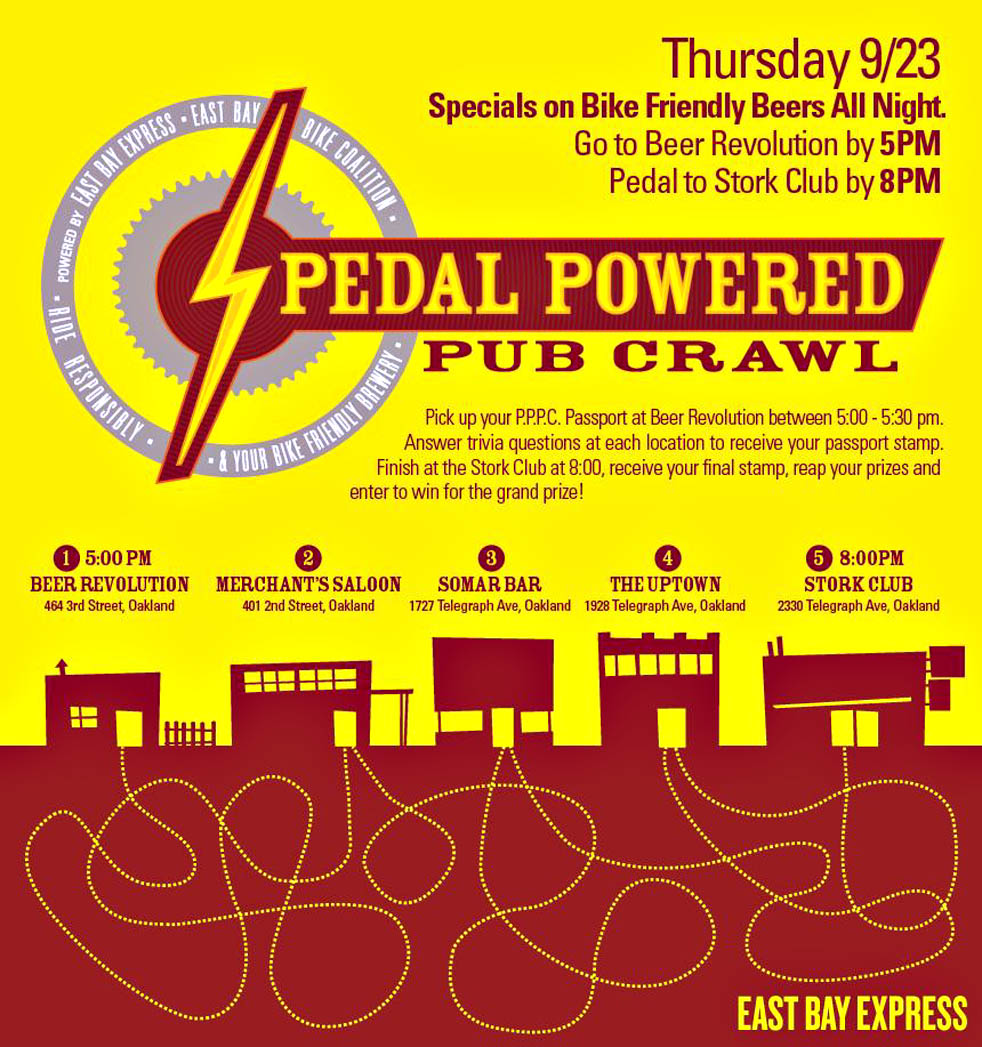 Thursday 9/23
Specials on Bike Friendly Beers All Night.
Go to Beer Revolution by 5PM
Pedal to Stork Club by 8PM
RIDE RESPONSIBLY • POWERED BY EAST BAY EXPRESS • EAST BAY BIKE COALITION • & YOUR BIKE FRIENDLY BREWERY •
PEDAL POWERED
PUB CRAWL
Pick up your P.P.P.C. Passport at Beer Revolution between 5:00 - 5:30 pm.
Answer trivia questions at each location to receive your passport stamp.
Finish at the Stork Club at 8:00, receive your final stamp, reap your prizes and
enter to win for the grand prize!
1 5:00 PM
BEER REVOLUTION
464 3rd Street, Oakland
2
MERCHANT'S SALOON
401 2nd Street, Oakland
3
SOMAR BAR
1727 Telegraph Ave, Oakland
4
THE UPTOWN
1928 Telegraph Ave, Oakland
5 8:00PM
STORK CLUB
2330 Telegraph Ave, Oakland
EAST BAY EXPRESS